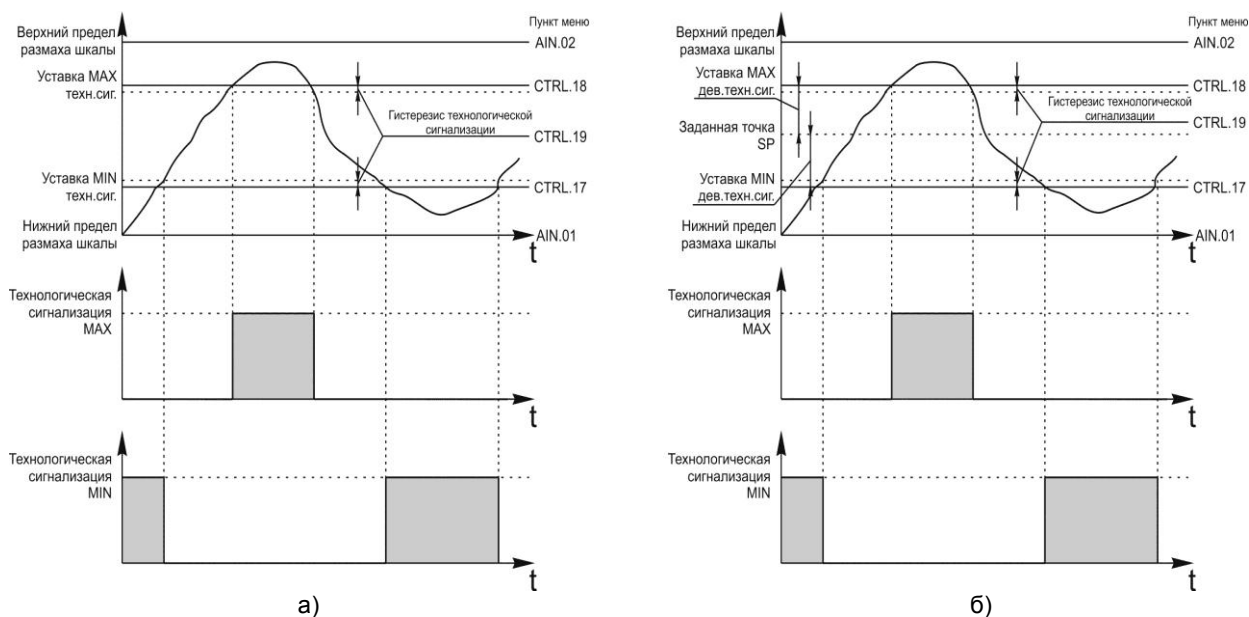 Пункт меню
Верхний предел
размаха шкалы
AIN.02
Уставка MAX
техн.сиг.
CTRL.18
Гистерезис технологической
сигнализации
CTRL.19
Уставка MIN
техн.сиг.
CTRL.17
Нижний предел
размаха шкалы
AIN.01
t
Технологическая
сигнализация
MAX
t
Технологическая
сигнализация
MIN
t
а)
Пункт меню
Верхний предел
размаха шкалы
AIN.02
Уставка MAX
дев.техн.сиг.
CTRL.18
Гистерезис технологической
сигнализации
CTRL.19
Заданная точка
SP
Уставка MIN
дев.техн.сиг.
CTRL.17
Нижний предел
размаха шкалы
AIN.01
t
Технологическая
сигнализация
MAX
t
Технологическая
сигнализация
MIN
t
б)